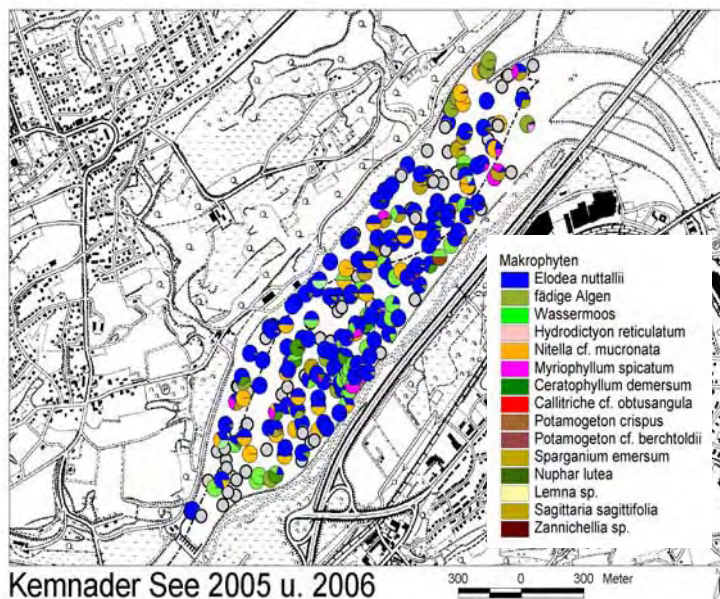 Makrophyten
Elodea nuttallii
fädige Algen
Wassermoos
Hydrodictyon reticulatum
Nitella cf. mucronata
Myriophyllum spicatum
Ceratophyllum demersum
Callitriche cf. obtusangula
Potamogeton crispus
Potamogeton cf. berchtoldii
Sparganium emersum
Nuphar lutea
Lemna sp.
Sagittaria sagittifolia
Zannichellia sp.
Kemnader See 2005 u. 2006
300 0 300 Meter